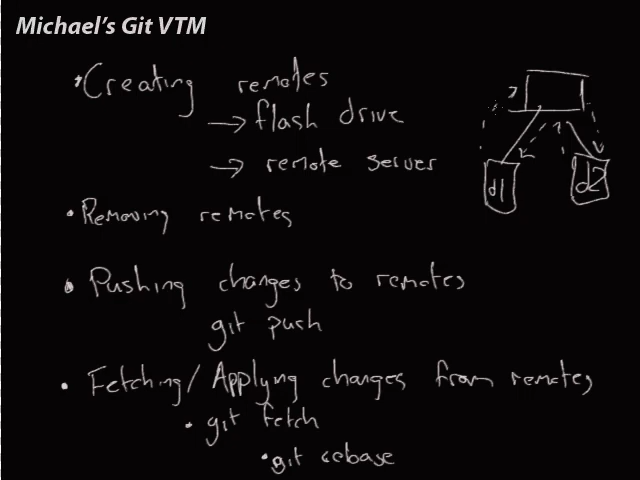 Michael's Git VTM
• Creating remotes
→ flash drive
→ remote server
• Removing remotes
• Pushing changes to remotes
git push
• Fetching/Applying changes from remotes
• git fetch
• git rebase
d1
d2